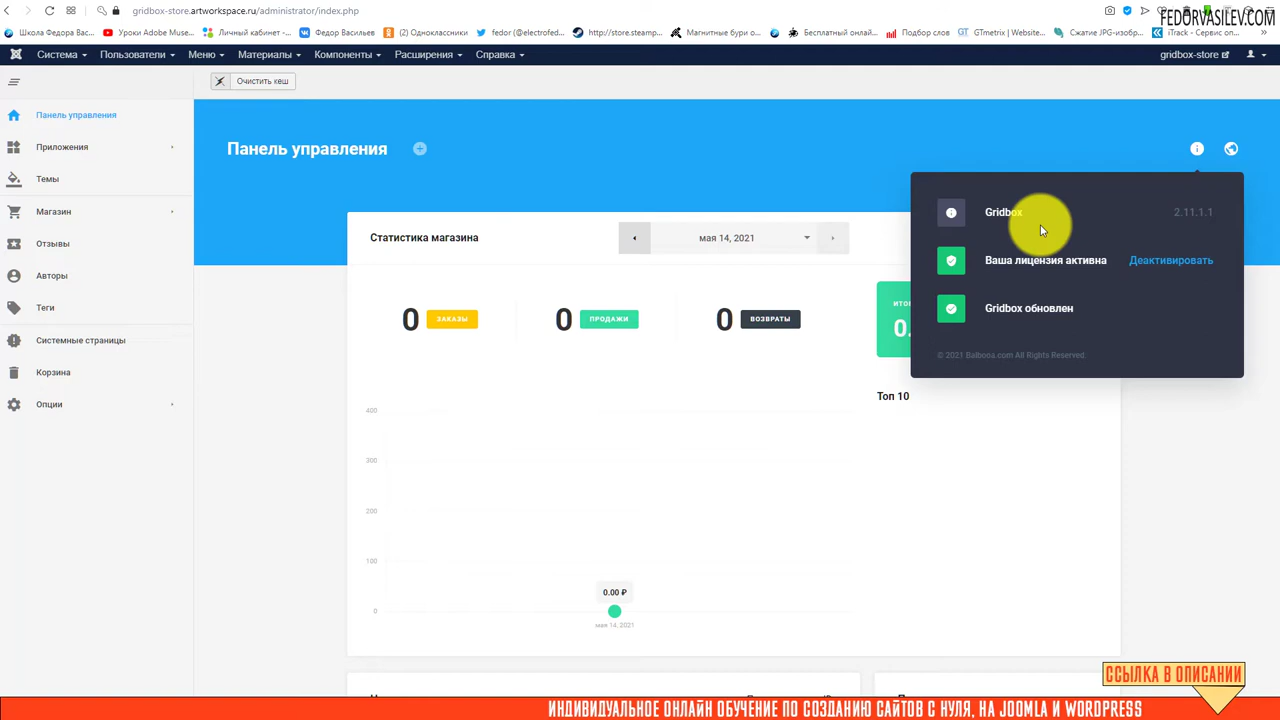 gridbox-store.artworkspace.ru/administrator/index.php
FEDORVASILEV.COM
Школа Федора Вас...
Уроки Adobe Muse...
Личный кабинет -...
Федор Васильев
(2) Одноклассники
fedor (@electrofed...
http://store.steamp...
Магнитные бури о...
Бесплатный онлай...
Подбор слов
GTmetrix | Website...
Сжатие JPG-изобр...
iTrack - Сервис оп...
Система
Пользователи
Меню
Материалы
Компоненты
Расширения
Справка
gridbox-store
Очистить кеш
Панель управления
Приложения
Темы
Магазин
Отзывы
Авторы
Теги
Системные страницы
Корзина
Опции
Панель управления
Gridbox 2.11.1.1
Ваша лицензия активна Деактивировать
Gridbox обновлен
© 2021 Balbooa.com All Rights Reserved.
Статистика магазина
мая 14, 2021
0 ЗАКАЗЫ
0 ПРОДАЖИ
0 ВОЗВРАТЫ
Топ 10
400
300
200
100
0
0.00 ₽
мая 14, 2021
ССЫЛКА В ОПИСАНИИ
ИНДИВИДУАЛЬНОЕ ОНЛАЙН ОБУЧЕНИЕ ПО СОЗДАНИЮ САЙТОВ С НУЛЯ, НА JOOMLA И WORDPRESS